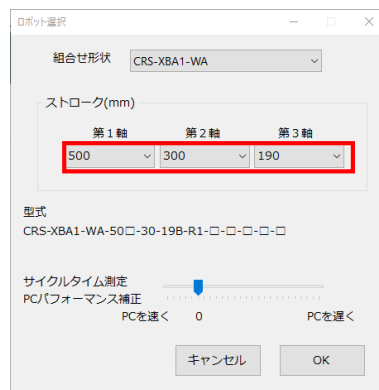 ロボット選択
組合せ形状 CRS-XBA1-WA
ストローク(mm)
第1軸 第2軸 第3軸
500 300 190
型式
CRS-XBA1-WA-50□-30-19B-R1-□-□-□-□
サイクルタイム測定
PCパフォーマンス補正
PCを速く 0 PCを遅く
キャンセル OK